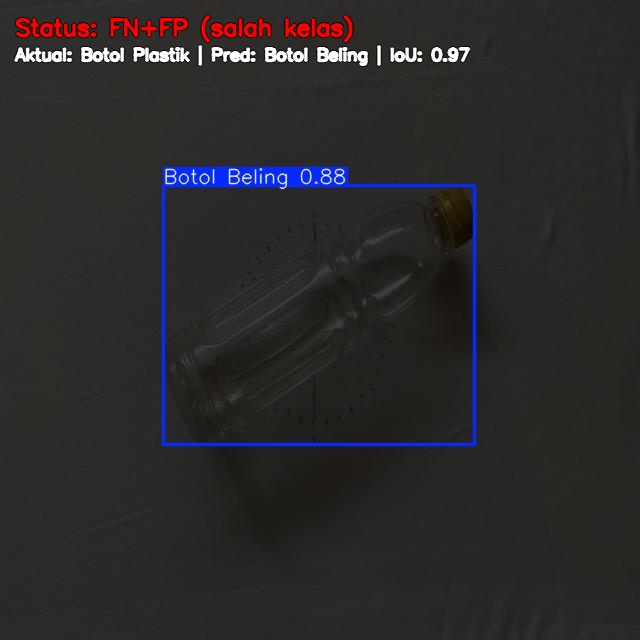 Status: FN+FP (salah kelas)
Aktual: Botol Plastik | Pred: Botol Beling | IoU: 0.97
Botol Beling 0.88